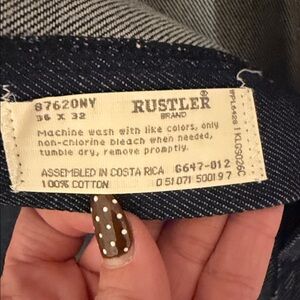 87620NV
36 X 32
RUSTLER®
BRAND
Machine wash with like colors, only
non-chlorine bleach when needed,
tumble dry, remove promptly.
ASSEMBLED IN COSTA RICA G647-012
100% COTTON 0 51071 50019 7